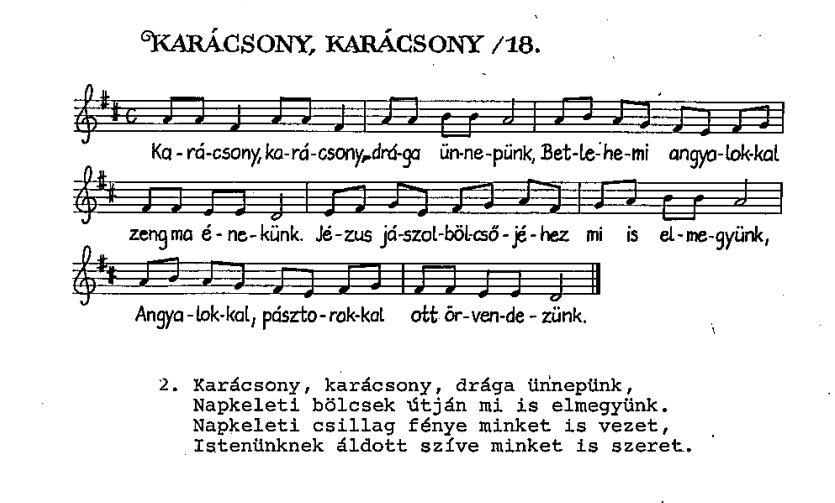 KARÁCSONY, KARÁCSONY /18.
Ka-rá-csony, ka-rá-csony, drá-ga ün-ne-pünk, Bet-le-he-mi angya-lok-kal
zeng ma é-ne-künk. Jé-zus já-szol-böl-cső-jé-hez mi is el-me-gyünk,
Angya-lok-kal, pászto-rok-kal ott ör-ven-de-zünk.
2. Karácsony, karácsony, drága ünnepünk,
Napkeleti bölcsek útján mi is elmegyünk.
Napkeleti csillag fénye minket is vezet,
Istenünknek áldott szíve minket is szeret.